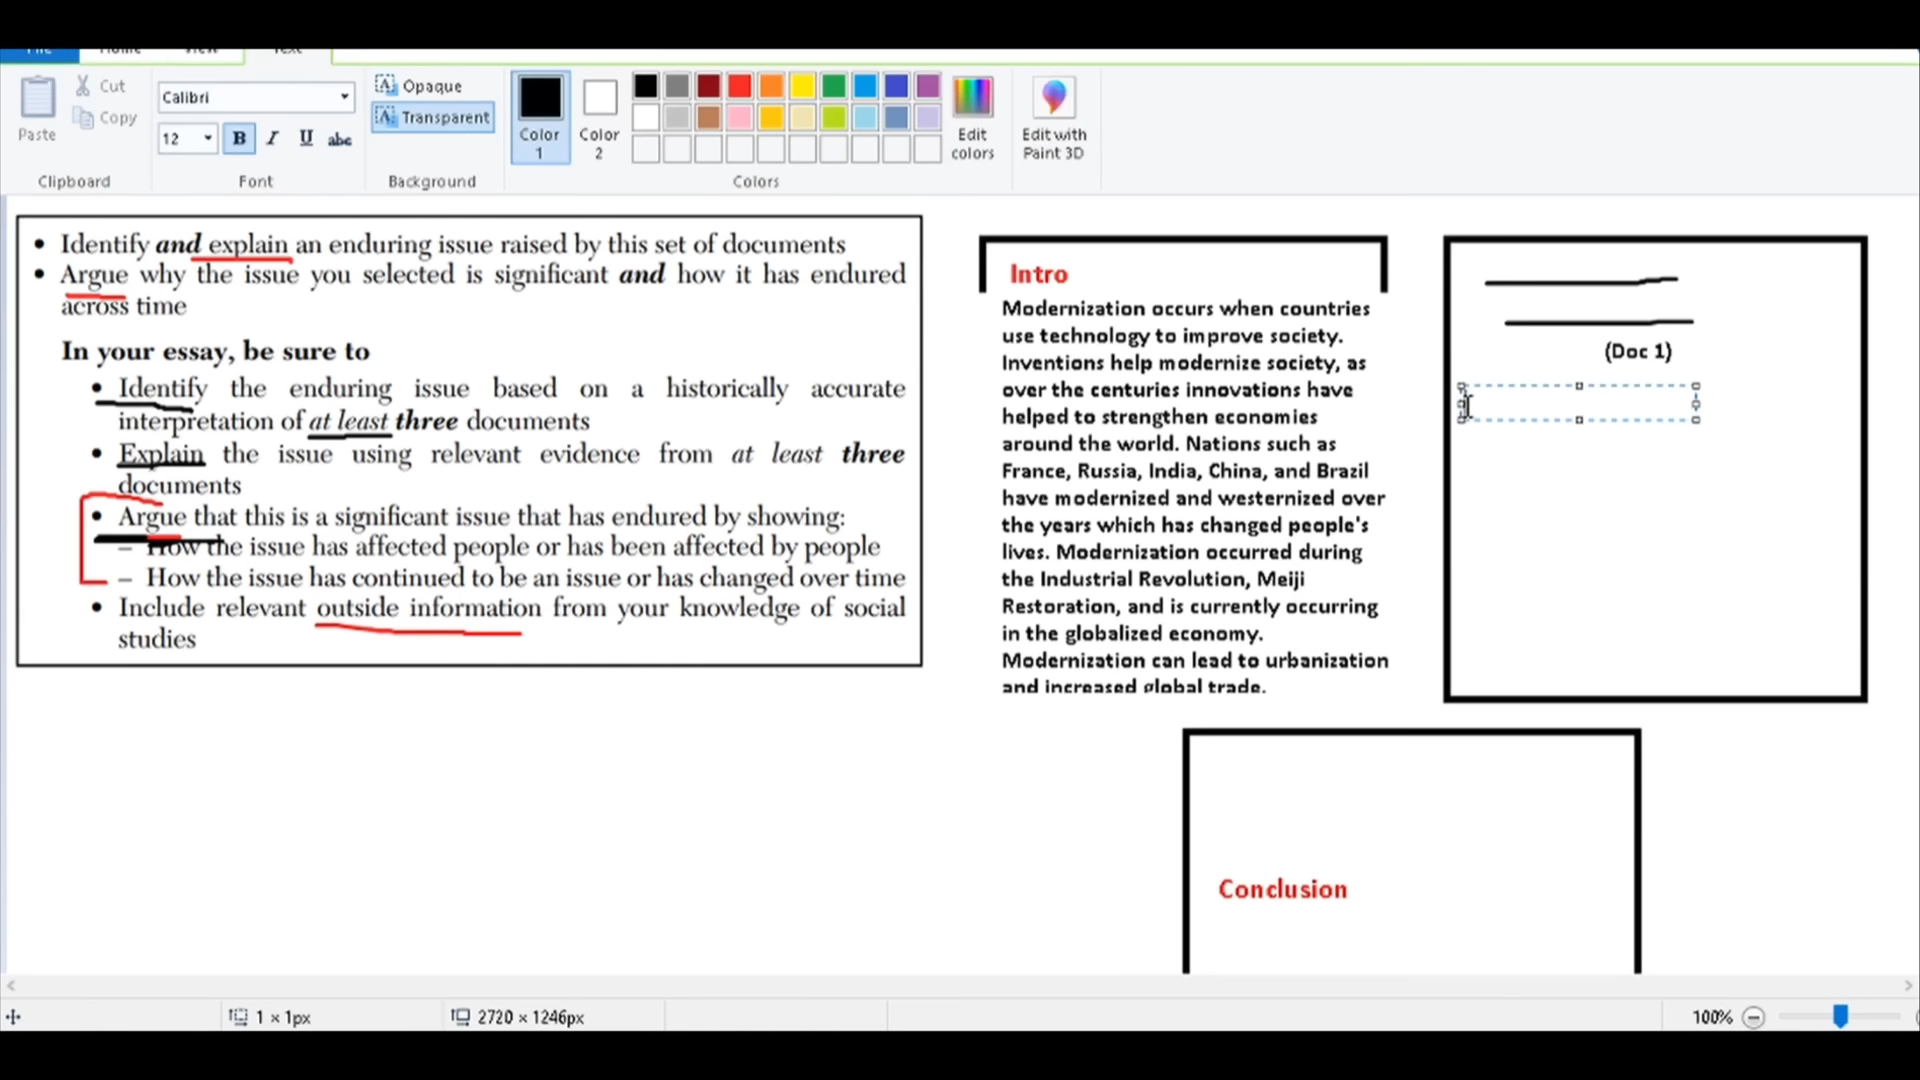 File Home View Text
Paste
Cut
Copy
Clipboard
Calibri
12 B I U abc
Font
Opaque
Transparent
Background
Color 1
Color 2
Edit colors
Colors
Edit with Paint 3D
• Identify and explain an enduring issue raised by this set of documents
• Argue why the issue you selected is significant and how it has endured
across time
In your essay, be sure to
• Identify the enduring issue based on a historically accurate
interpretation of at least three documents
• Explain the issue using relevant evidence from at least three
documents
• Argue that this is a significant issue that has endured by showing:
– How the issue has affected people or has been affected by people
– How the issue has continued to be an issue or has changed over time
• Include relevant outside information from your knowledge of social
studies
Intro
Modernization occurs when countries
use technology to improve society.
Inventions help modernize society, as
over the centuries innovations have
helped to strengthen economies
around the world. Nations such as
France, Russia, India, China, and Brazil
have modernized and westernized over
the years which has changed people's
lives. Modernization occurred during
the Industrial Revolution, Meiji
Restoration, and is currently occurring
in the globalized economy.
Modernization can lead to urbanization
and increased global trade.
(Doc 1)
Conclusion
1 × 1px
2720 × 1246px
100%